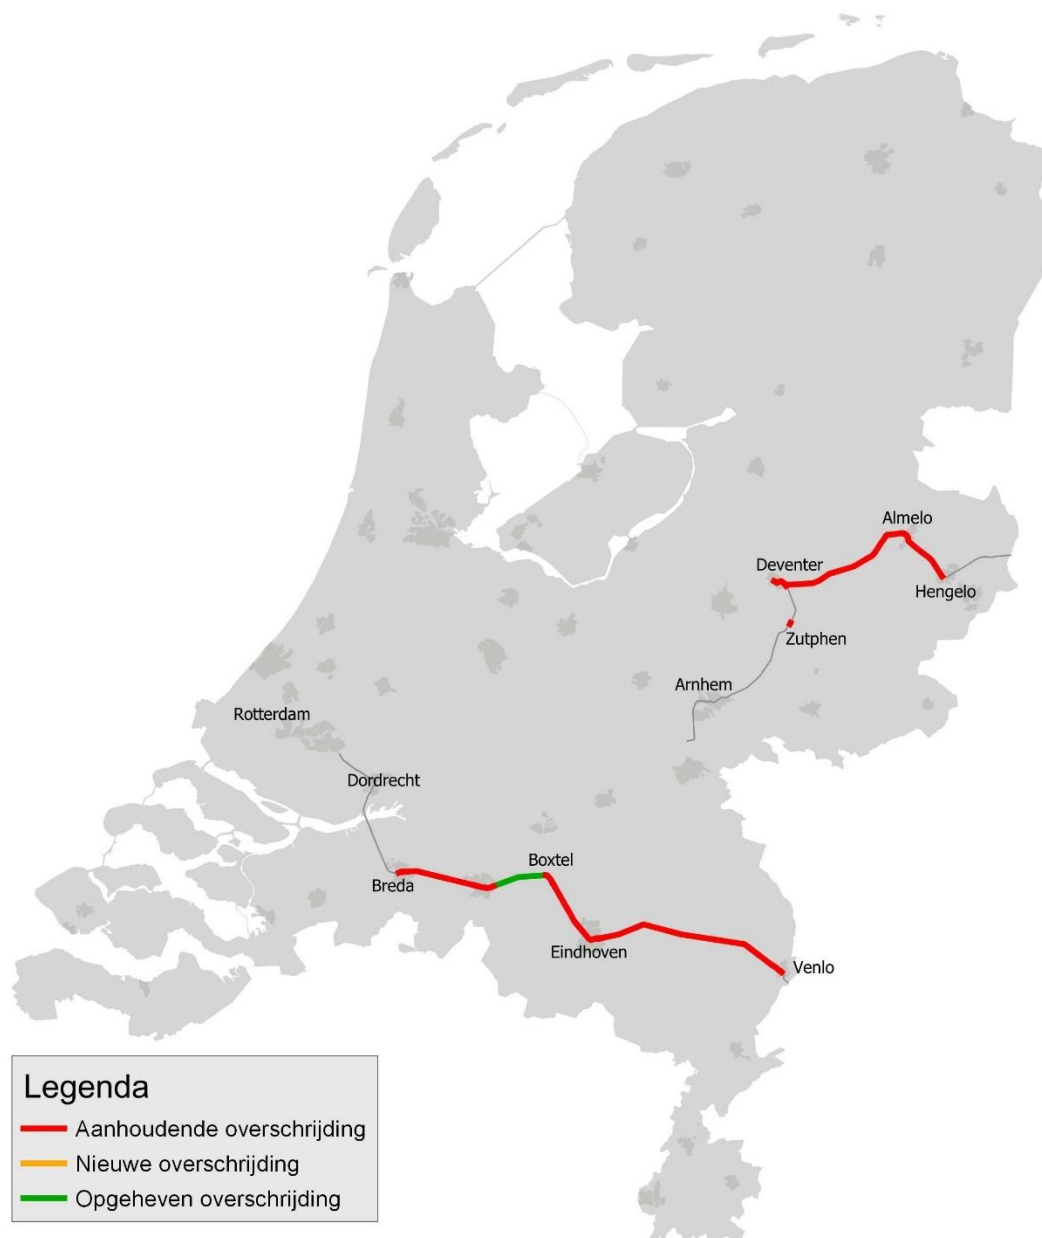 Almelo
Deventer
Hengelo
Zutphen
Arnhem
Rotterdam
Dordrecht
Boxtel
Breda
Eindhoven
Venlo
Legenda
Aanhoudende overschrijding
Nieuwe overschrijding
Opgeheven overschrijding